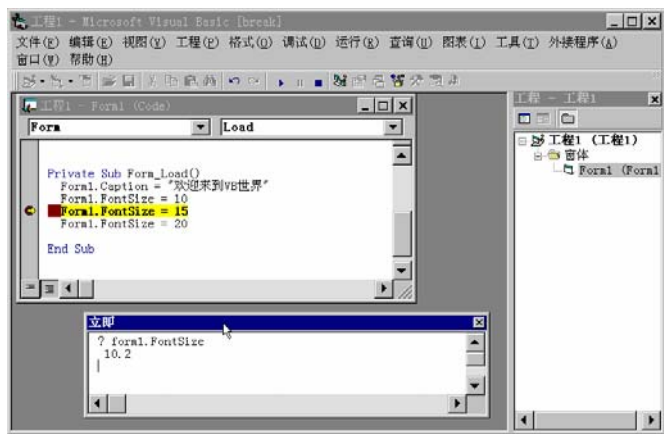 工程1 - Microsoft Visual Basic [break]
文件(F) 编辑(E) 视图(V) 工程(P) 格式(O) 调试(D) 运行(R) 查询(U) 图表(I) 工具(T) 外接程序(A)
窗口(W) 帮助(H)
工程1 - Form1 (Code)
Form Load
Private Sub Form_Load()
Form1.Caption = "欢迎来到VB世界"
Form1.FontSize = 10
Form1.FontSize = 15
Form1.FontSize = 20
End Sub
立即
? form1.FontSize
10.2
工程 - 工程1
工程1 (工程1)
窗体
Form1 (Form1